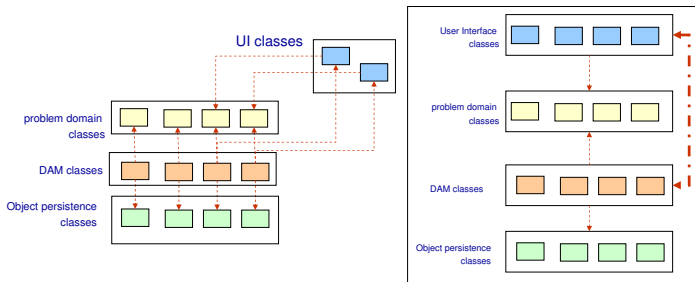 UI classes
problem domain
classes
DAM classes
Object persistence
classes
User Interface
classes
problem domain
classes
DAM classes
Object persistence
classes